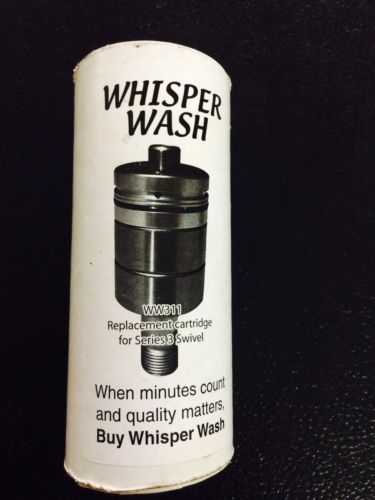 WHISPER
WASH
WW311
Replacement cartridge
for Series 3 Swivel
When minutes count
and quality matters,
Buy Whisper Wash